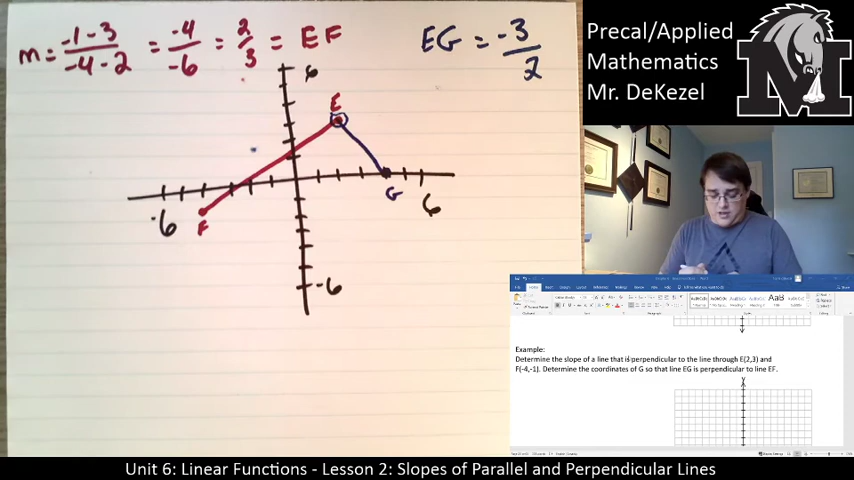 m = -1-3 / -4-2 = -4 / -6 = 2 / 3 = EF
EG = -3 / 2
6
E
G
-6
6
F
-6
Precal/Applied
Mathematics
Mr. DeKezel
M
Example:
Determine the slope of a line that is perpendicular to the line through E(2,3) and
F(-4,-1). Determine the coordinates of G so that line EG is perpendicular to line EF.
Unit 6: Linear Functions - Lesson 2: Slopes of Parallel and Perpendicular Lines